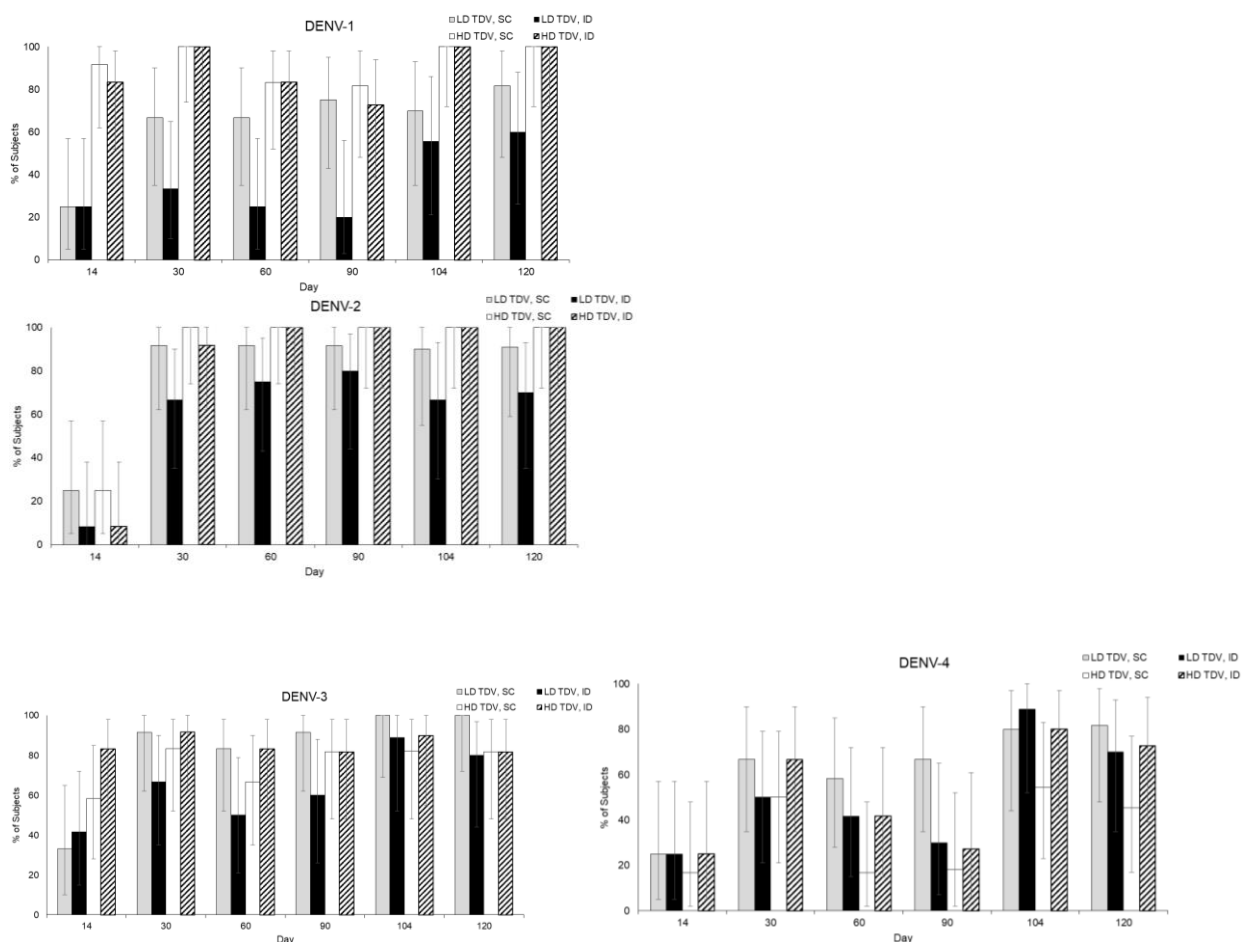 DENV-1
LD TDV, SC LD TDV, ID
HD TDV, SC HD TDV, ID
100
80
60
40
20
0
% of Subjects
14 30 60 90 104 120
Day
DENV-2
LD TDV, SC LD TDV, ID
HD TDV, SC HD TDV, ID
100
80
60
40
20
0
% of Subjects
14 30 60 90 104 120
Day
DENV-3
LD TDV, SC LD TDV, ID
HD TDV, SC HD TDV, ID
100
80
60
40
20
0
% of Subjects
14 30 60 90 104 120
Day
DENV-4
LD TDV, SC LD TDV, ID
HD TDV, SC HD TDV, ID
100
80
60
40
20
0
% of Subjects
14 30 60 90 104 120
Day